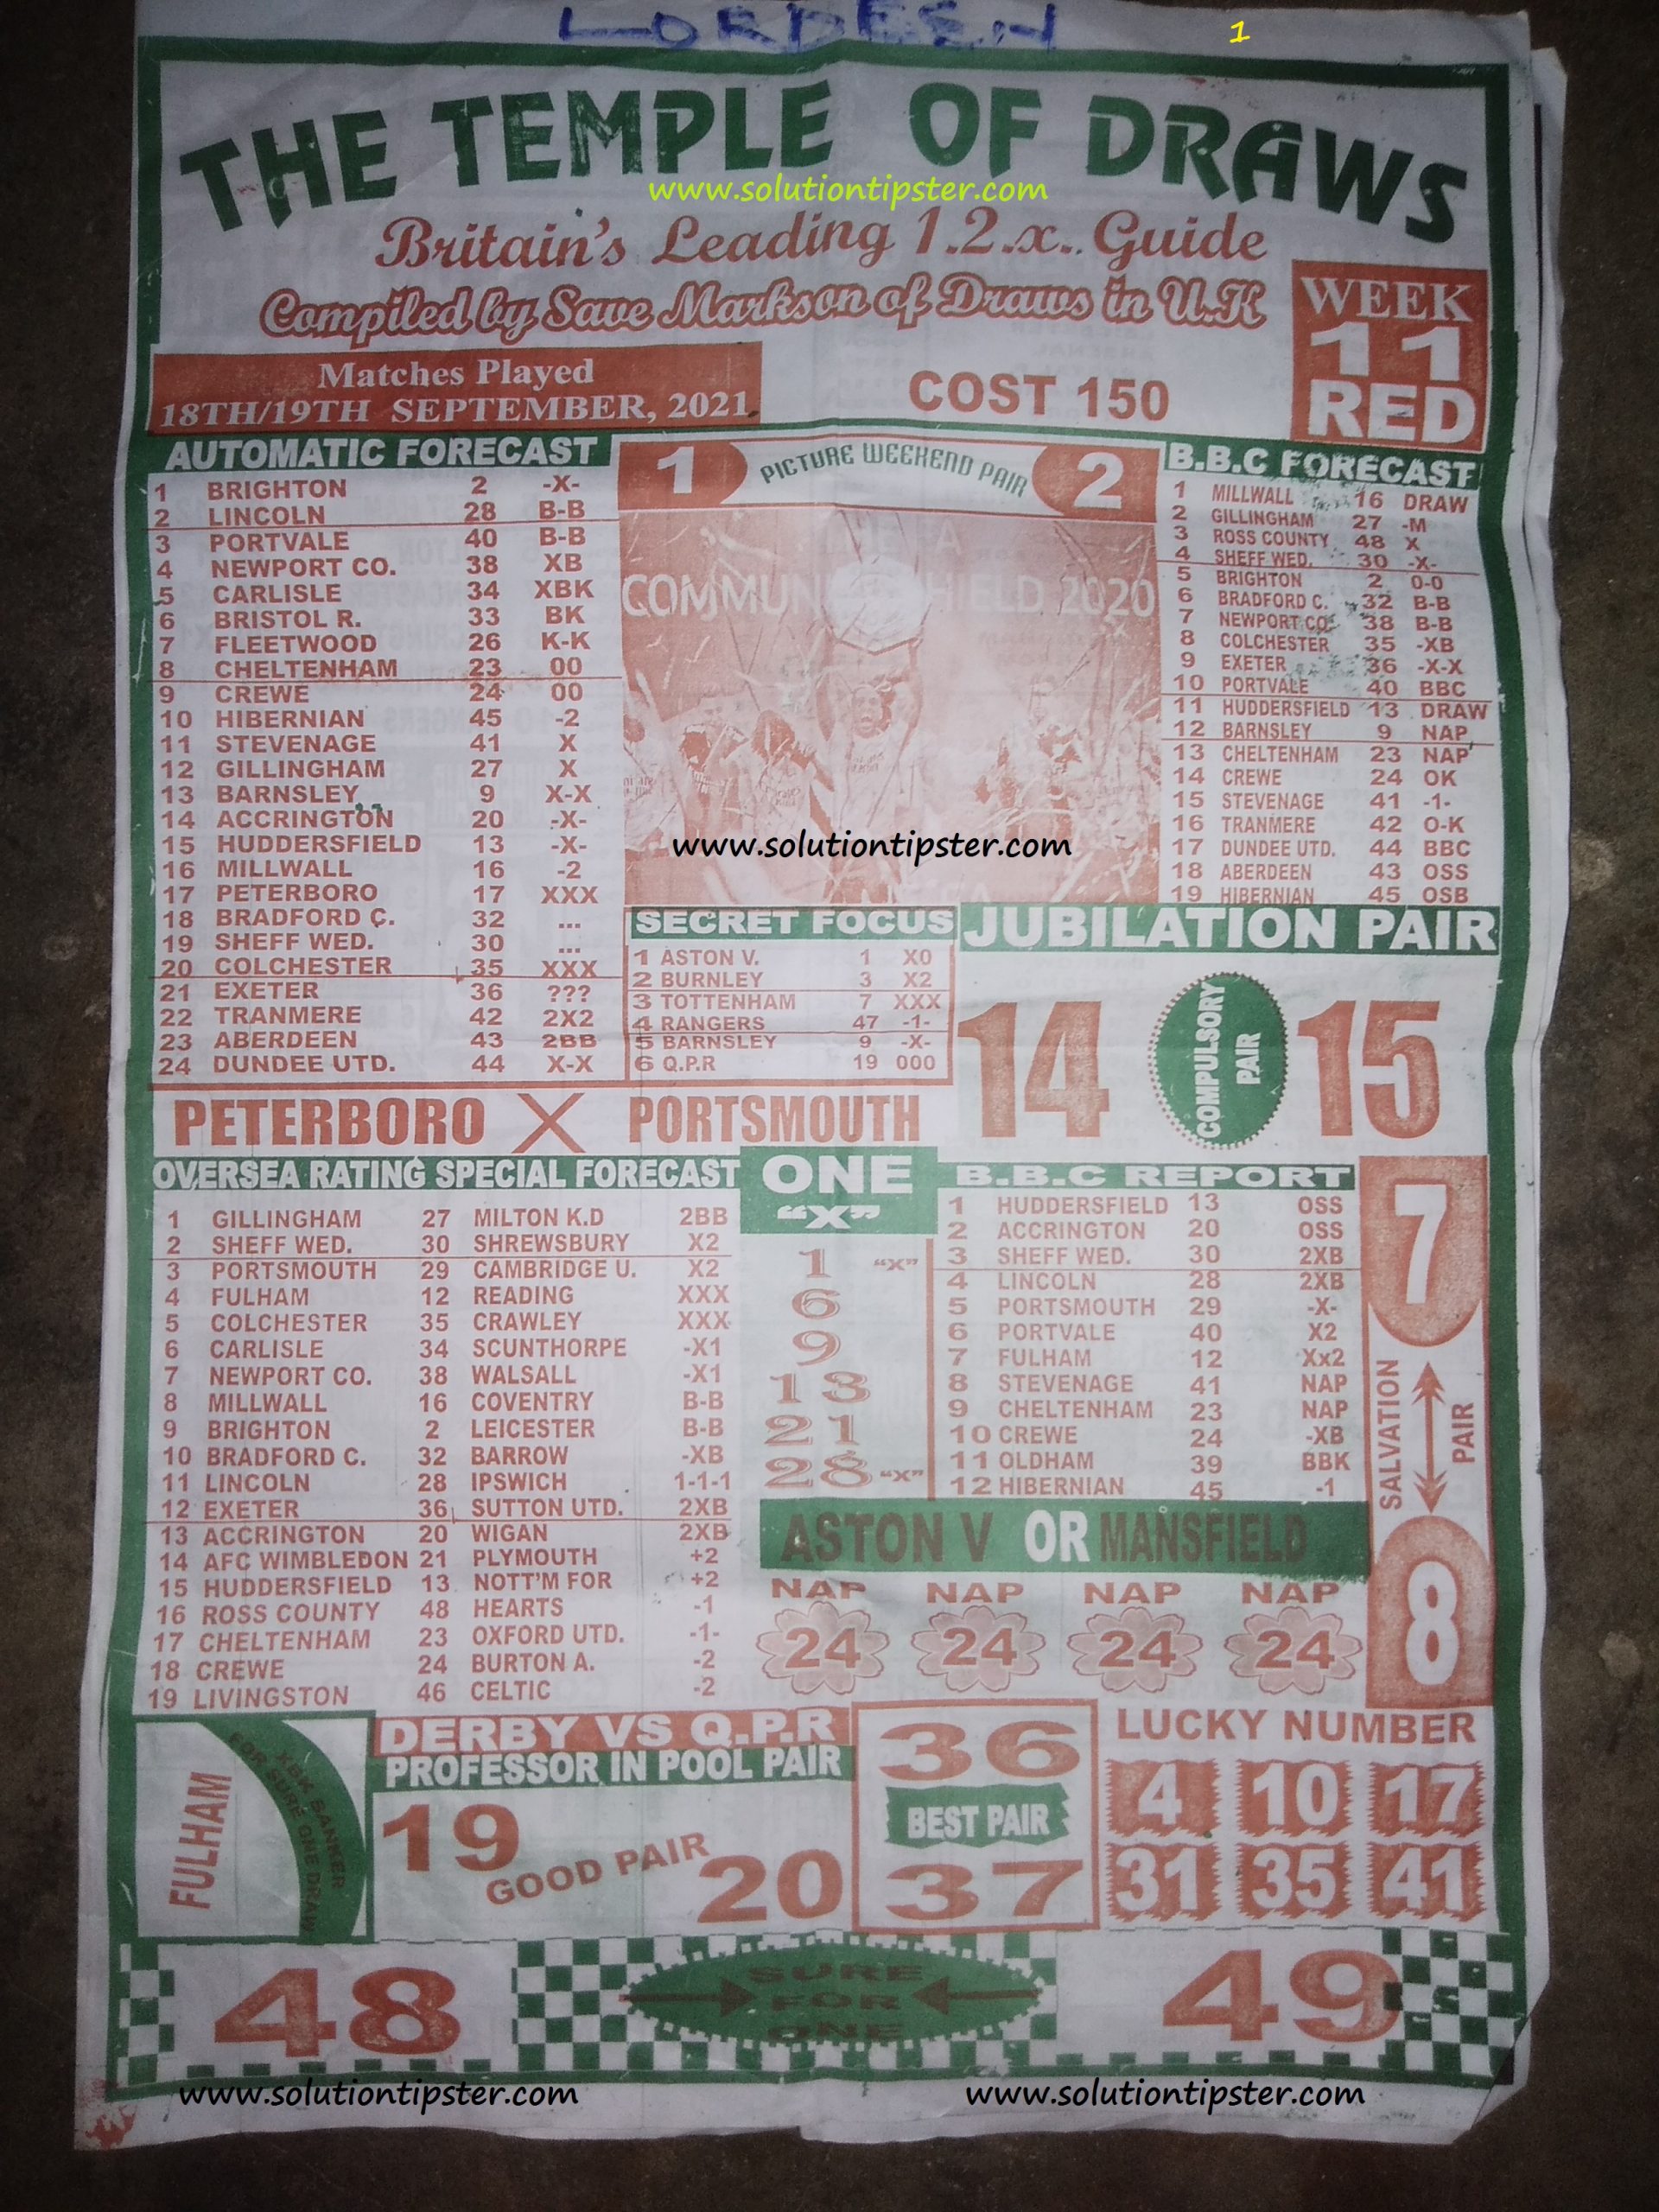 LORDEEN
1
THE TEMPLE OF DRAWS
www.solutiontipster.com
Britain's Leading 1.2.x.. Guide
Compiled by Save Markson of Draws in U.K
WEEK
11
RED
Matches Played
18TH/19TH SEPTEMBER, 2021
COST 150
AUTOMATIC FORECAST
1 BRIGHTON 2 -X-
2 LINCOLN 28 B-B
3 PORTVALE 40 B-B
4 NEWPORT CO. 38 XB
5 CARLISLE 34 XBK
6 BRISTOL R. 33 BK
7 FLEETWOOD 26 K-K
8 CHELTENHAM 23 00
9 CREWE 24 00
10 HIBERNIAN 45 -2
11 STEVENAGE 41 X
12 GILLINGHAM 27 X
13 BARNSLEY 9 X-X
14 ACCRINGTON 20 -X-
15 HUDDERSFIELD 13 -X-
16 MILLWALL 16 -2
17 PETERBORO 17 XXX
18 BRADFORD C. 32 ...
19 SHEFF WED. 30 ...
20 COLCHESTER 35 XXX
21 EXETER 36 ???
22 TRANMERE 42 2X2
23 ABERDEEN 43 2BB
24 DUNDEE UTD. 44 X-X
1 PICTURE WEEKEND PAIR 2
COMMUNI SHIELD 2020
www.solutiontipster.com
B.B.C FORECAST
1 MILLWALL 16 DRAW
2 GILLINGHAM 27 -M
3 ROSS COUNTY 48 X
4 SHEFF WED. 30 -X-
5 BRIGHTON 2 0-0
6 BRADFORD C. 32 B-B
7 NEWPORT CO. 38 B-B
8 COLCHESTER 35 -XB
9 EXETER 36 -X-X
10 PORTVALE 40 BBC
11 HUDDERSFIELD 13 DRAW
12 BARNSLEY 9 NAP
13 CHELTENHAM 23 NAP
14 CREWE 24 OK
15 STEVENAGE 41 -1-
16 TRANMERE 42 O-K
17 DUNDEE UTD. 44 BBC
18 ABERDEEN 43 OSS
19 HIBERNIAN 45 OSB
SECRET FOCUS
1 ASTON V. 1 X0
2 BURNLEY 3 X2
3 TOTTENHAM 7 XXX
4 RANGERS 47 -1-
5 BARNSLEY 9 -X-
6 Q.P.R 19 000
JUBILATION PAIR
14 COMPULSORY PAIR 15
PETERBORO X PORTSMOUTH
OVERSEA RATING SPECIAL FORECAST
1 GILLINGHAM 27 MILTON K.D 2BB
2 SHEFF WED. 30 SHREWSBURY X2
3 PORTSMOUTH 29 CAMBRIDGE U. X2
4 FULHAM 12 READING XXX
5 COLCHESTER 35 CRAWLEY XXX
6 CARLISLE 34 SCUNTHORPE -X1
7 NEWPORT CO. 38 WALSALL -X1
8 MILLWALL 16 COVENTRY B-B
9 BRIGHTON 2 LEICESTER B-B
10 BRADFORD C. 32 BARROW -XB
11 LINCOLN 28 IPSWICH 1-1-1
12 EXETER 36 SUTTON UTD. 2XB
13 ACCRINGTON 20 WIGAN 2XB
14 AFC WIMBLEDON 21 PLYMOUTH +2
15 HUDDERSFIELD 13 NOTT'M FOR +2
16 ROSS COUNTY 48 HEARTS -1
17 CHELTENHAM 23 OXFORD UTD. -1-
18 CREWE 24 BURTON A. -2
19 LIVINGSTON 46 CELTIC -2
ONE
"X"
1 "X"
6
9
13
21
28 "X"
B.B.C REPORT
1 HUDDERSFIELD 13 OSS
2 ACCRINGTON 20 OSS
3 SHEFF WED. 30 2XB
4 LINCOLN 28 2XB
5 PORTSMOUTH 29 -X-
6 PORTVALE 40 X2
7 FULHAM 12 Xx2
8 STEVENAGE 41 NAP
9 CHELTENHAM 23 NAP
10 CREWE 24 -XB
11 OLDHAM 39 BBK
12 HIBERNIAN 45 -1
7
SALVATION PAIR
8
ASTON V OR MANSFIELD
NAP NAP NAP NAP
24 24 24 24
FULHAM
XBK BANKER
FOR SURE ONE DRAW
DERBY VS Q.P.R
PROFESSOR IN POOL PAIR
19 GOOD PAIR 20
36
BEST PAIR
37
LUCKY NUMBER
4 10 17
31 35 41
48 SURE FOR ONE 49
www.solutiontipster.com www.solutiontipster.com